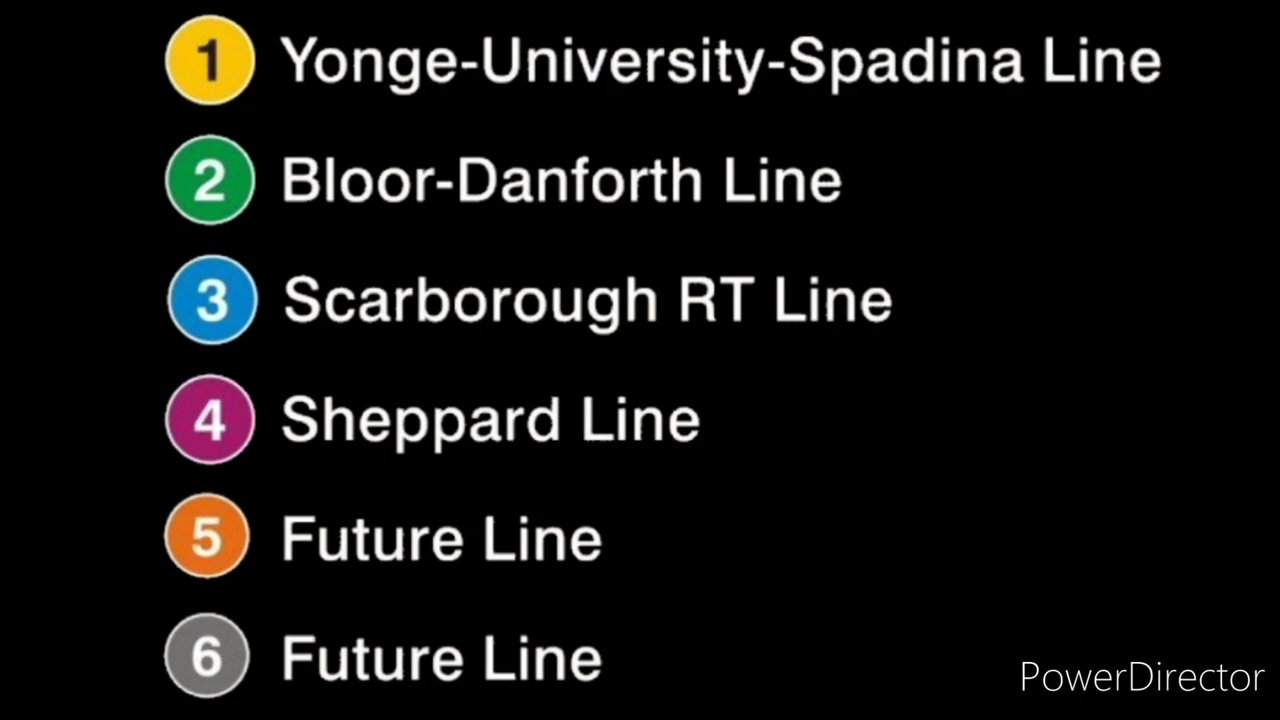 1 Yonge-University-Spadina Line
2 Bloor-Danforth Line
3 Scarborough RT Line
4 Sheppard Line
5 Future Line
6 Future Line
PowerDirector